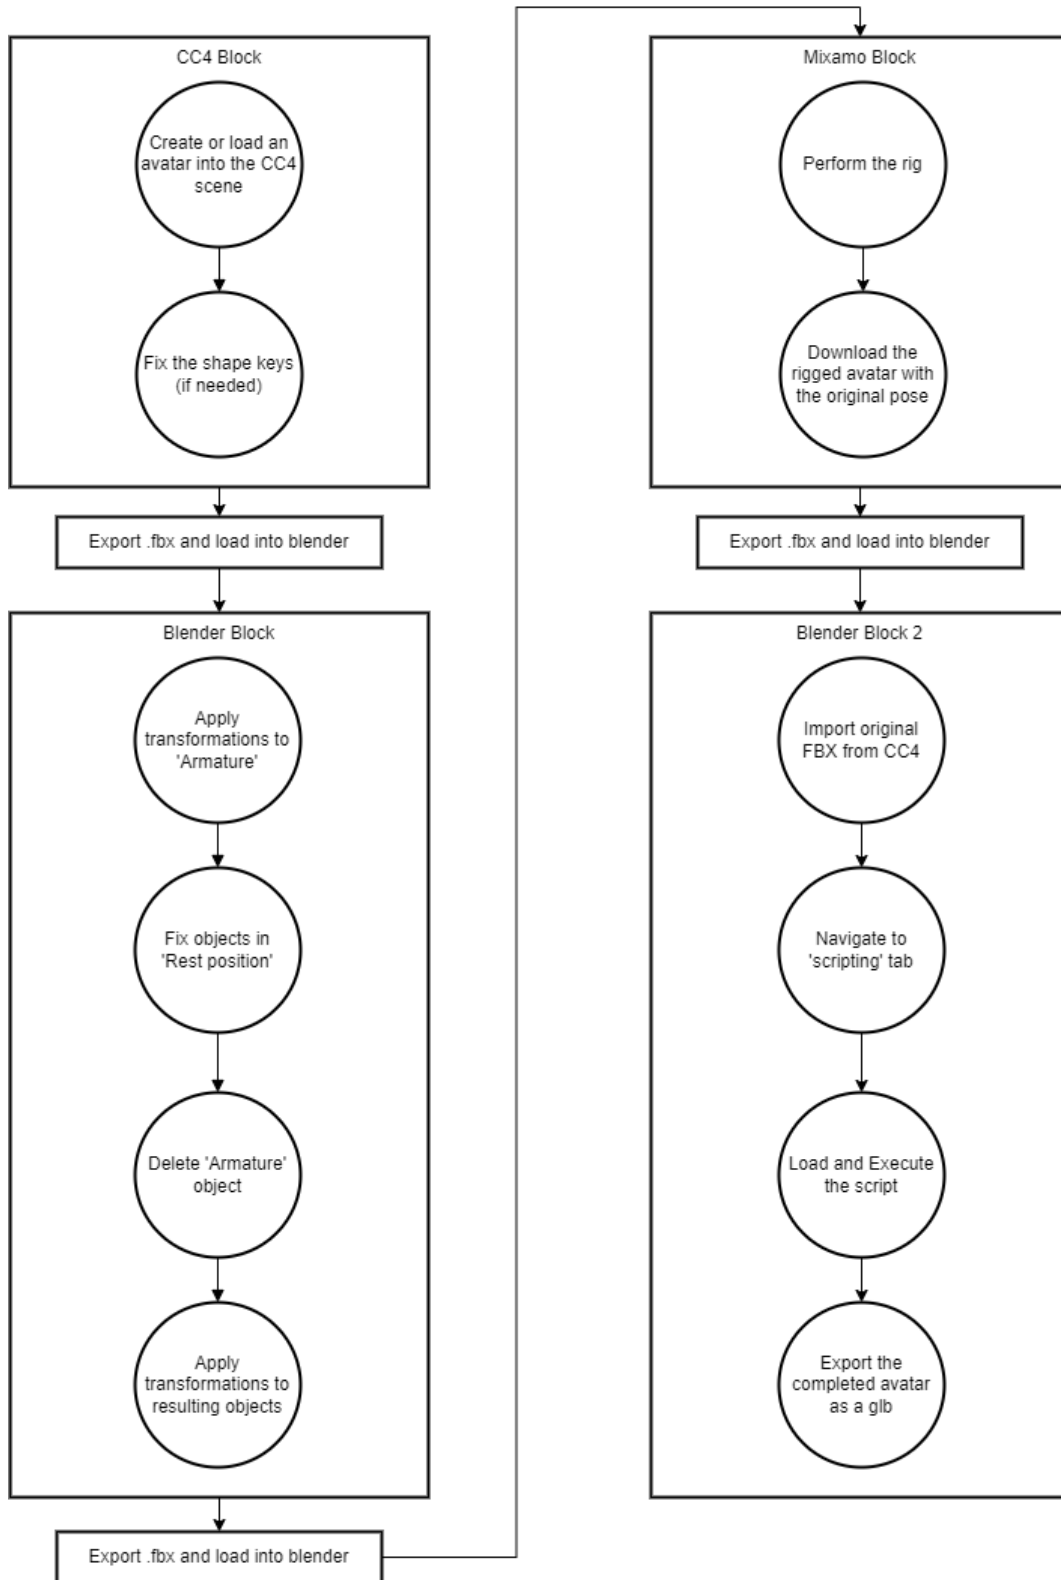 CC4 Block
Create or load an
avatar into the CC4
scene
Fix the shape keys
(if needed)
Export .fbx and load into blender
Blender Block
Apply
transformations to
'Armature'
Fix objects in
'Rest position'
Delete 'Armature'
object
Apply
transformations to
resulting objects
Export .fbx and load into blender
Mixamo Block
Perform the rig
Download the
rigged avatar with
the original pose
Export .fbx and load into blender
Blender Block 2
Import original
FBX from CC4
Navigate to
'scripting' tab
Load and Execute
the script
Export the
completed avatar
as a glb